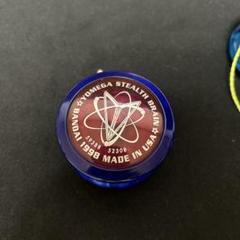 YOMEGA STEALTH BRAIN
BANDAI 1998 MADE IN USA